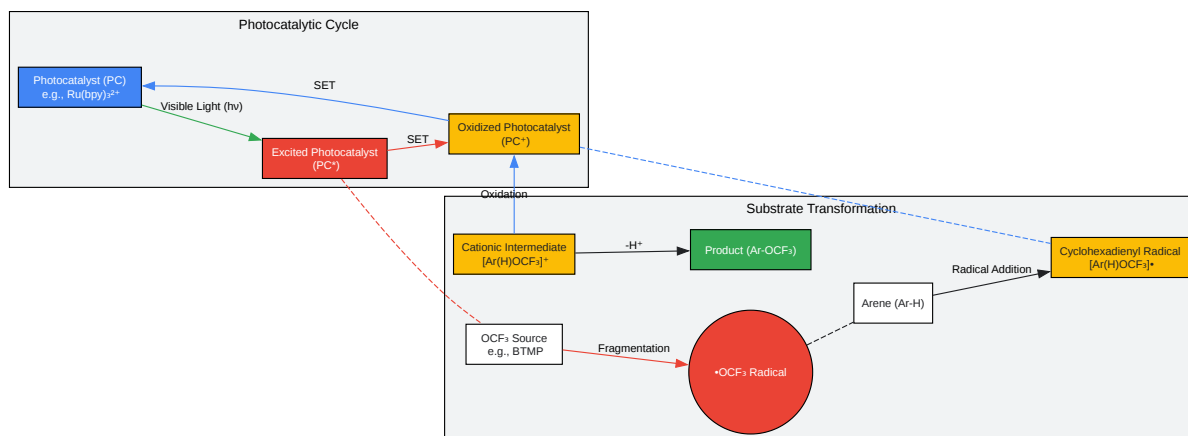 Photocatalytic Cycle
Photocatalyst (PC)
e.g., Ru(bpy)₃²⁺
SET
Visible Light (hν)
Oxidized Photocatalyst
(PC⁺)
SET
Excited Photocatalyst
(PC*)
Oxidation
Substrate Transformation
Cationic Intermediate
[Ar(H)OCF₃]⁺
-H⁺
Product (Ar-OCF₃)
Cyclohexadienyl Radical
[Ar(H)OCF₃]•
Radical Addition
Arene (Ar-H)
OCF₃ Source
e.g., BTMP
Fragmentation
•OCF₃ Radical